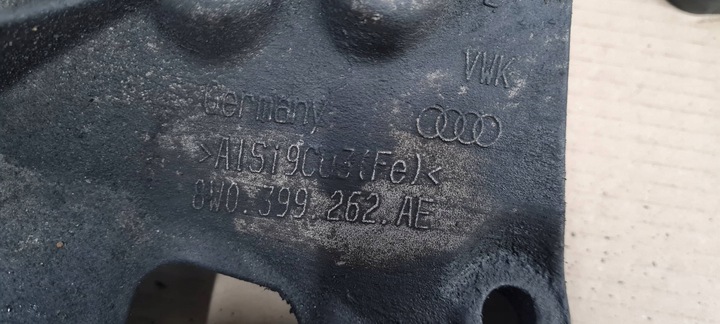 VWK
Germany
>AlSi9Cu3(Fe)<
8W0.399.262.AE